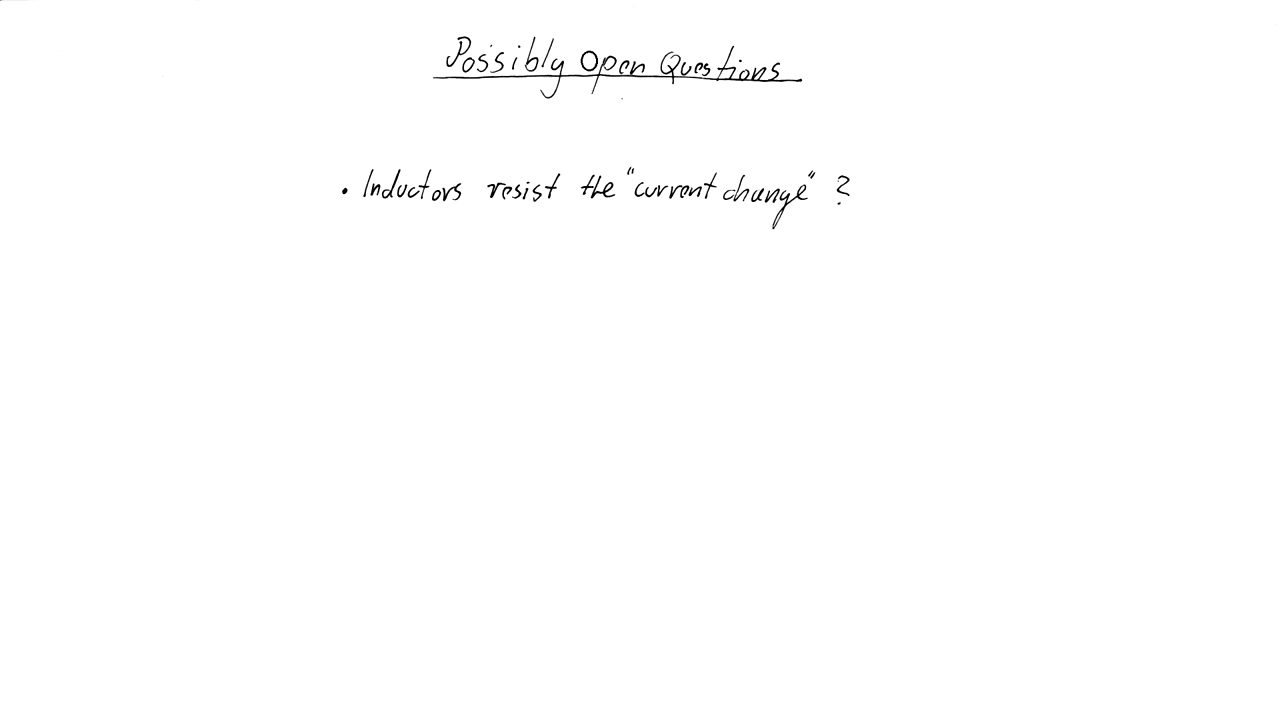 Possibly Open Questions
• Inductors resist the "current change" ?